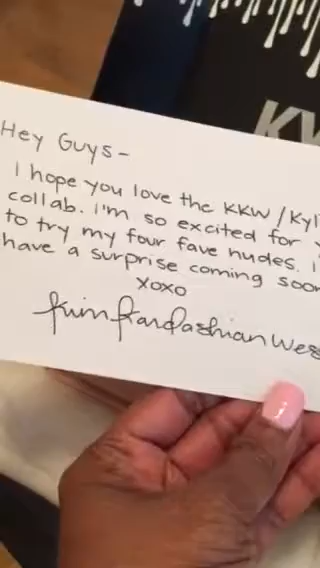 KY
Hey Guys-
I hope you love the KKW/Kyl
collab. I'm so excited for
to try my four fave nudes. I
have a surprise coming soon
xoxo
Kim Kardashian Wes